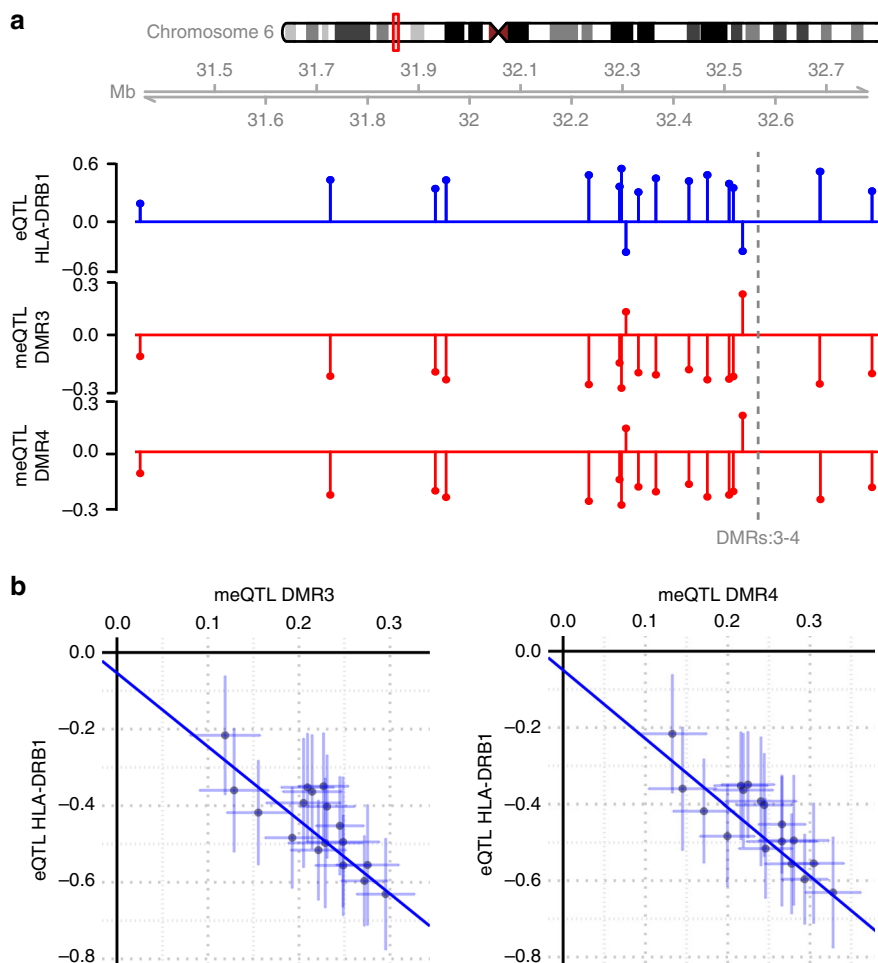 a
Chromosome 6
31.5 31.7 31.9 32.1 32.3 32.5 32.7
Mb
31.6 31.8 32 32.2 32.4 32.6
eQTL
HLA-DRB1
0.6
0.0
−0.6
meQTL
DMR3
0.3
0.0
−0.3
meQTL
DMR4
0.3
0.0
−0.3
DMRs:3-4
b
meQTL DMR3
0.0 0.1 0.2 0.3
eQTL HLA-DRB1
0.0
−0.2
−0.4
−0.6
−0.8
meQTL DMR4
0.0 0.1 0.2 0.3
eQTL HLA-DRB1
0.0
−0.2
−0.4
−0.6
−0.8